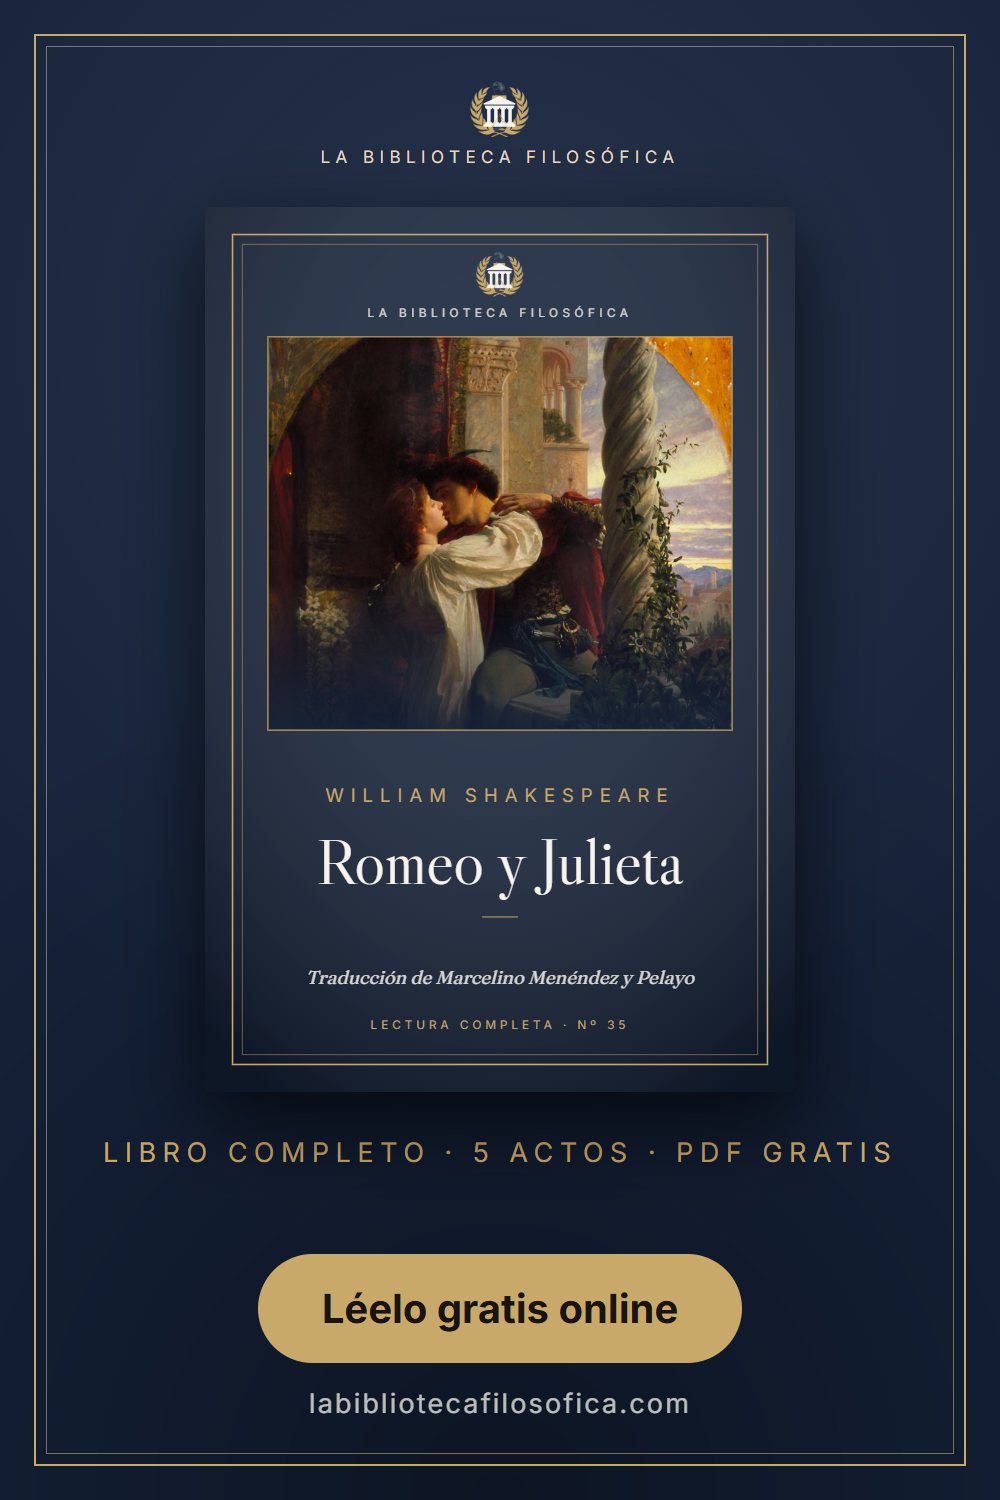 LA BIBLIOTECA FILOSÓFICA
LA BIBLIOTECA FILOSÓFICA
WILLIAM SHAKESPEARE
Romeo y Julieta
Traducción de Marcelino Menéndez y Pelayo
LECTURA COMPLETA · Nº 35
LIBRO COMPLETO · 5 ACTOS · PDF GRATIS
Léelo gratis online
labibliotecafilosofica.com